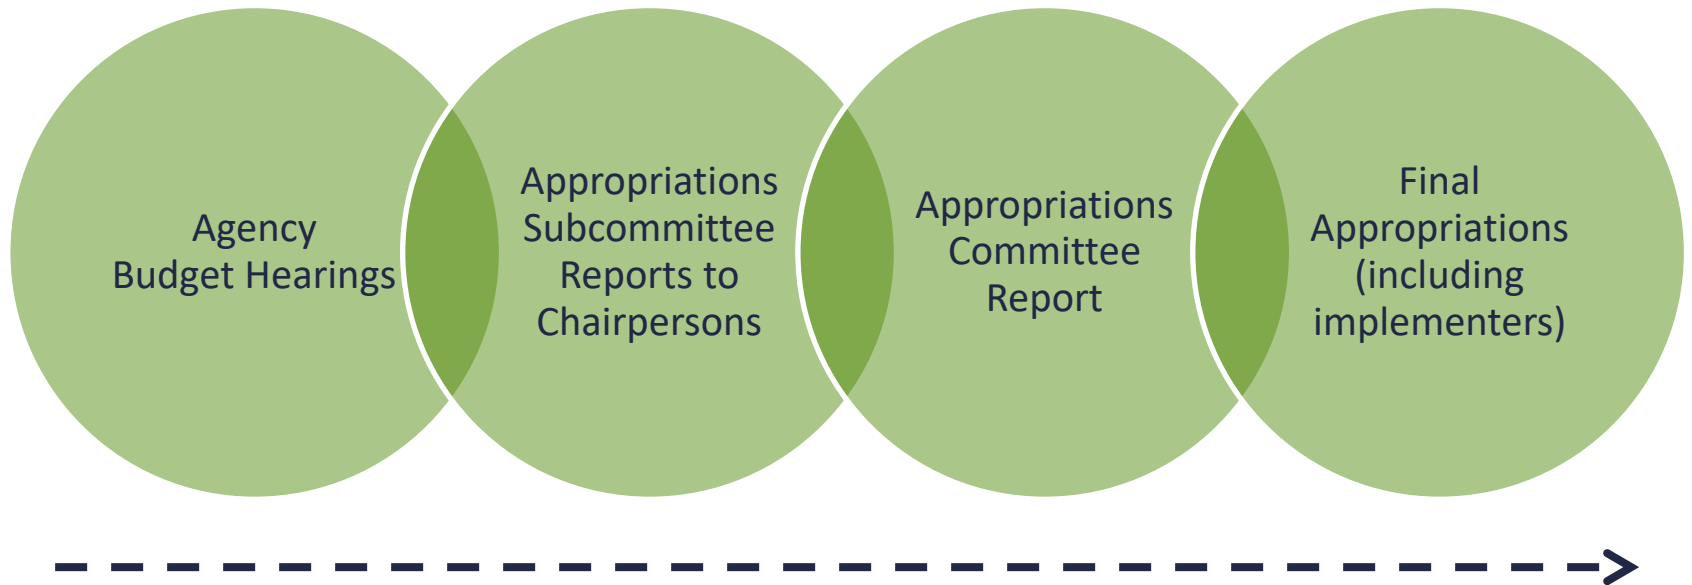 Agency
Budget Hearings
Appropriations
Subcommittee
Reports to
Chairpersons
Appropriations
Committee
Report
Final
Appropriations
(including
implementers)